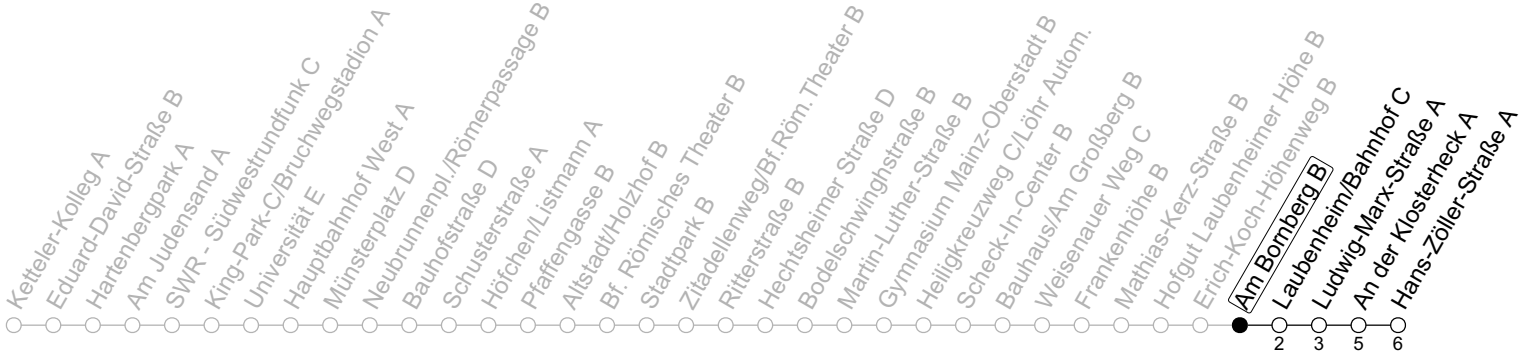 Ketteler-Kolleg A
Eduard-David-Straße B
Hartenbergpark A
Am Judensand A
SWR - Südwestrundfunk C
King-Park-C/Bruchwegstadion A
Universität E
Hauptbahnhof West A
Münsterplatz D
Neubrunnenpl./Römerpassage B
Bauhofstraße D
Schusterstraße A
Höfchen/Listmann A
Pfaffengasse B
Altstadt/Holzhof B
Bf. Römisches Theater B
Stadtpark B
Zitadellenweg/Bf. Röm. Theater B
Ritterstraße B
Hechtsheimer Straße D
Bodelschwinghstraße B
Martin-Luther-Straße B
Gymnasium Mainz-Oberstadt B
Heiligkreuzweg C/Löhr Autom.
Scheck-In-Center B
Bauhaus/Am Großberg B
Weisenauer Weg C
Frankenhöhe B
Mathias-Kerz-Straße B
Hofgut Laubenheimer Höhe B
Erich-Koch-Höhenweg B
Am Bornberg B
Laubenheim/Bahnhof C
Ludwig-Marx-Straße A
An der Klosterheck A
Hans-Zöller-Straße A
2 3 5 6